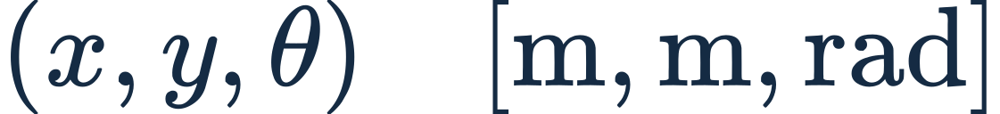 (x, y, θ) [m, m, rad]